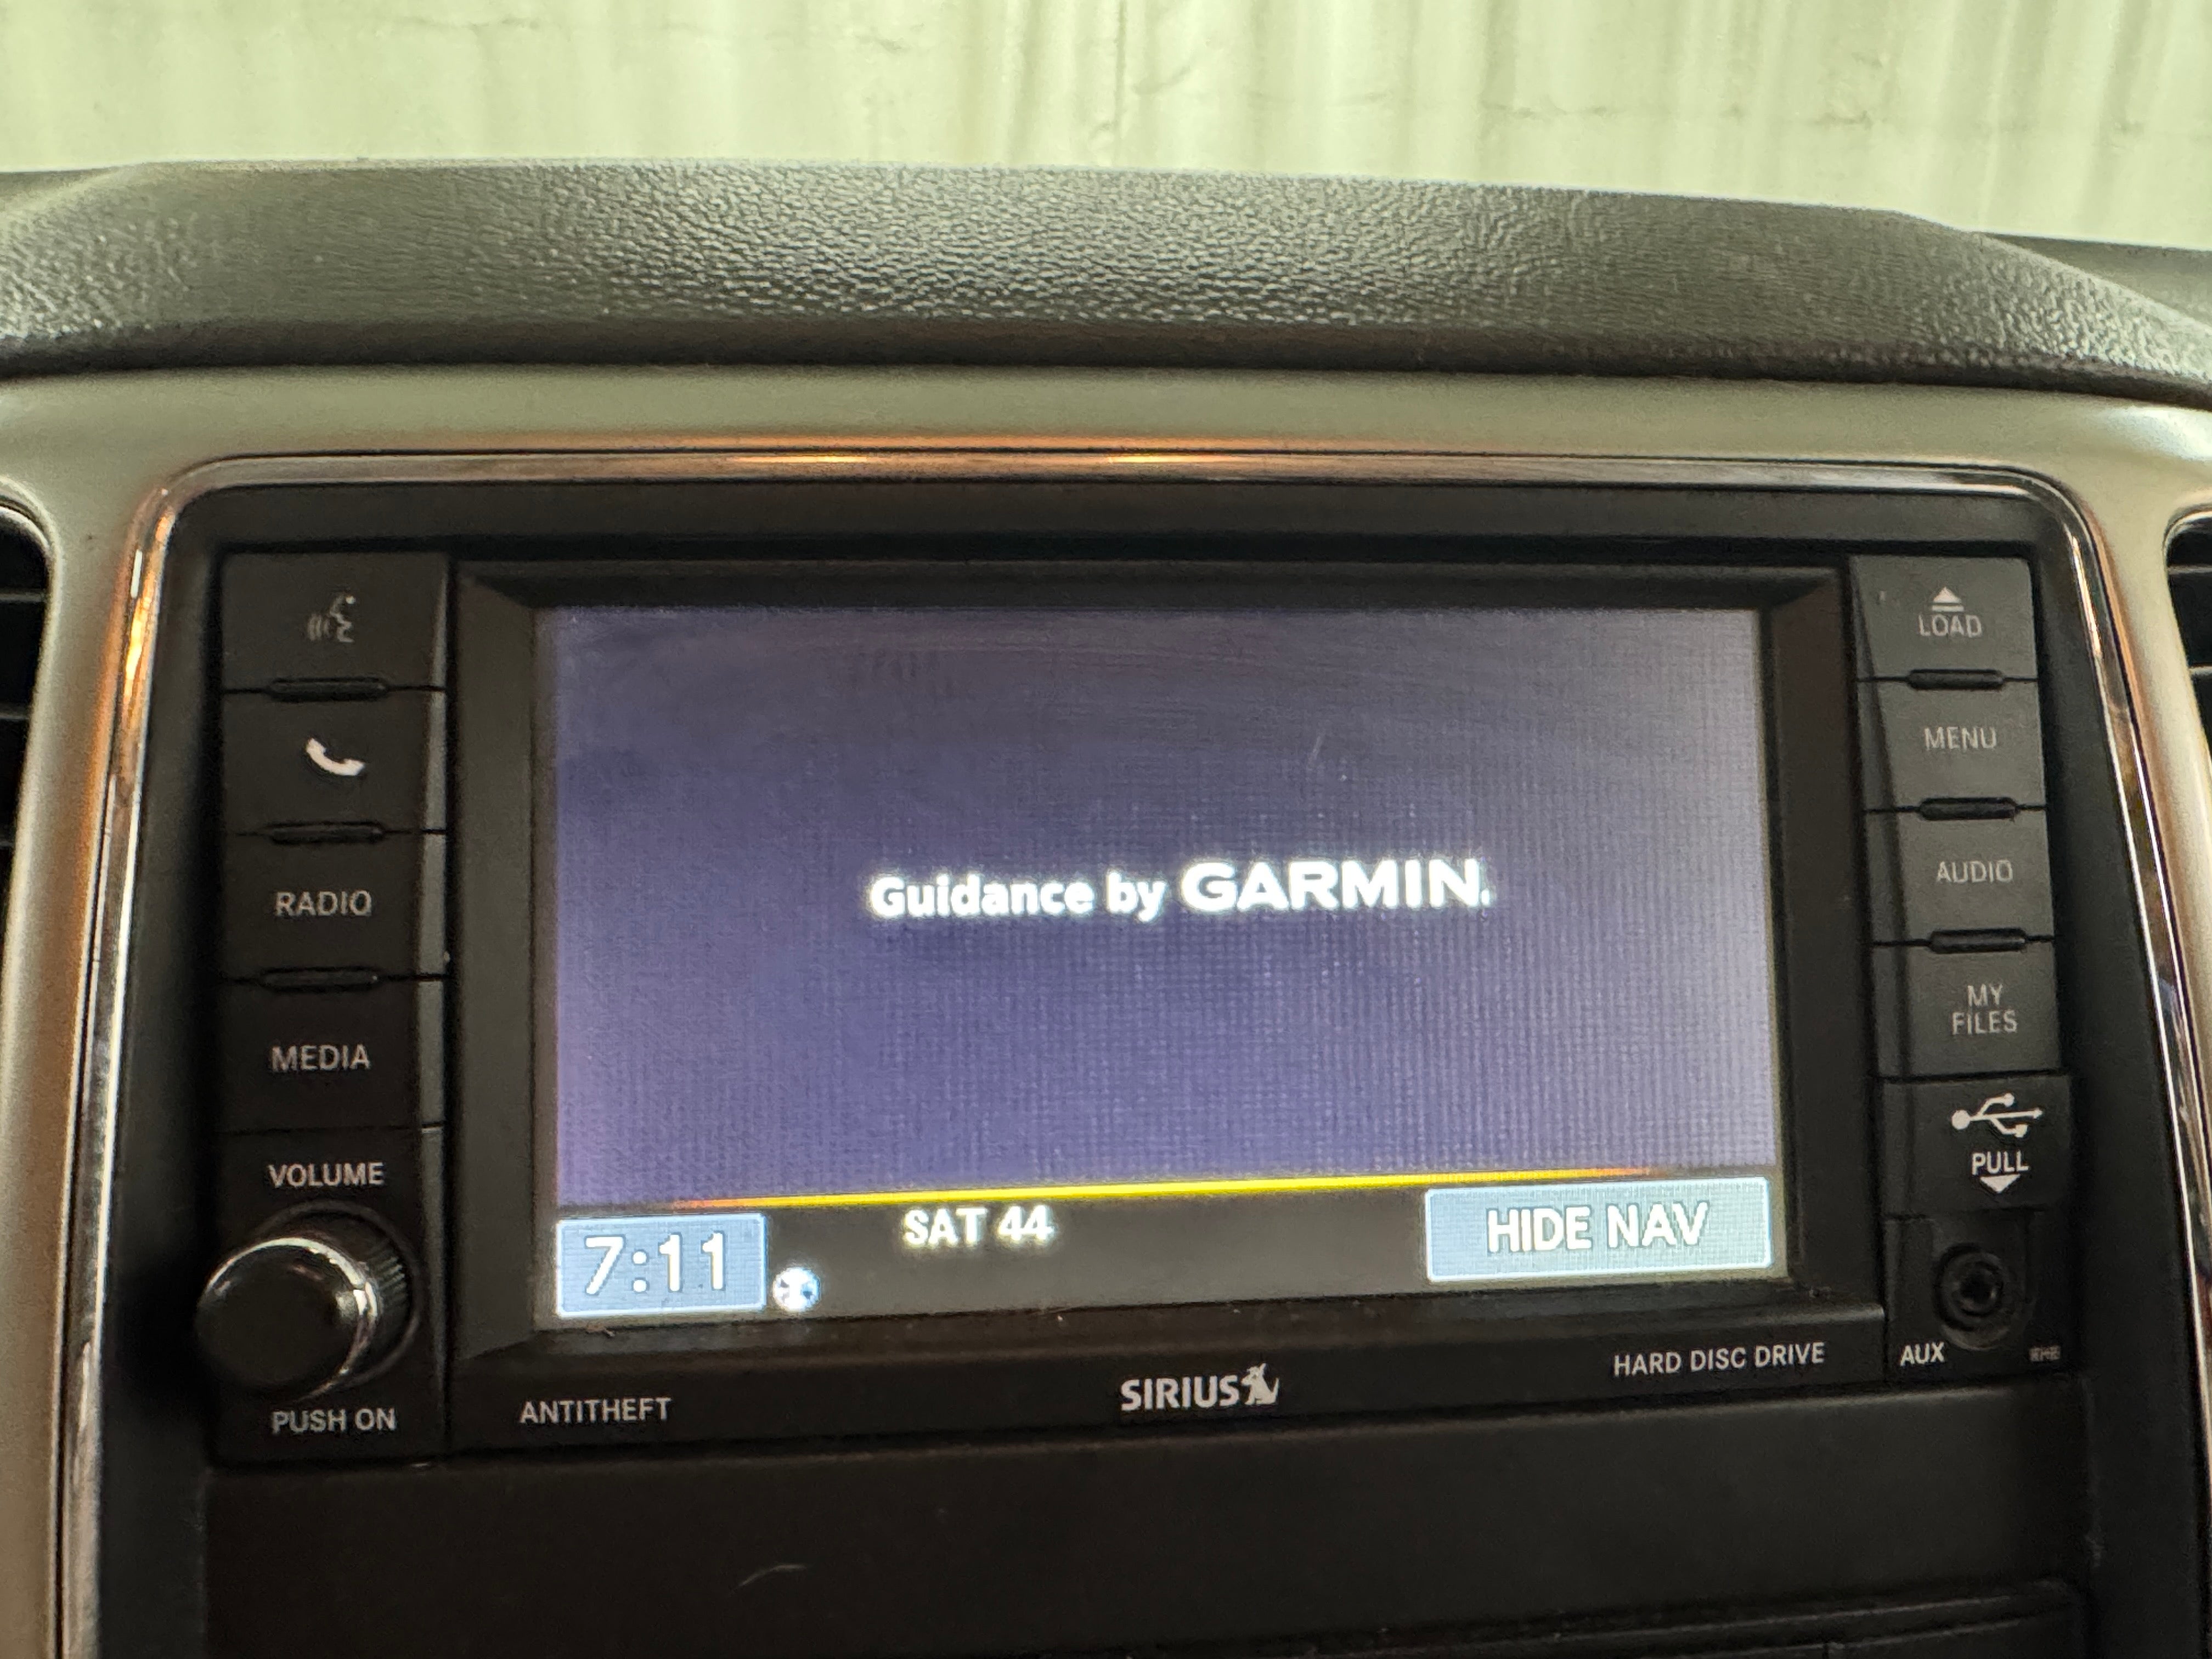 LOAD
MENU
RADIO
AUDIO
MEDIA
MY
FILES
VOLUME
PULL
Guidance by GARMIN.
7:11
SAT 44
HIDE NAV
PUSH ON
ANTITHEFT
SIRIUS
HARD DISC DRIVE
AUX